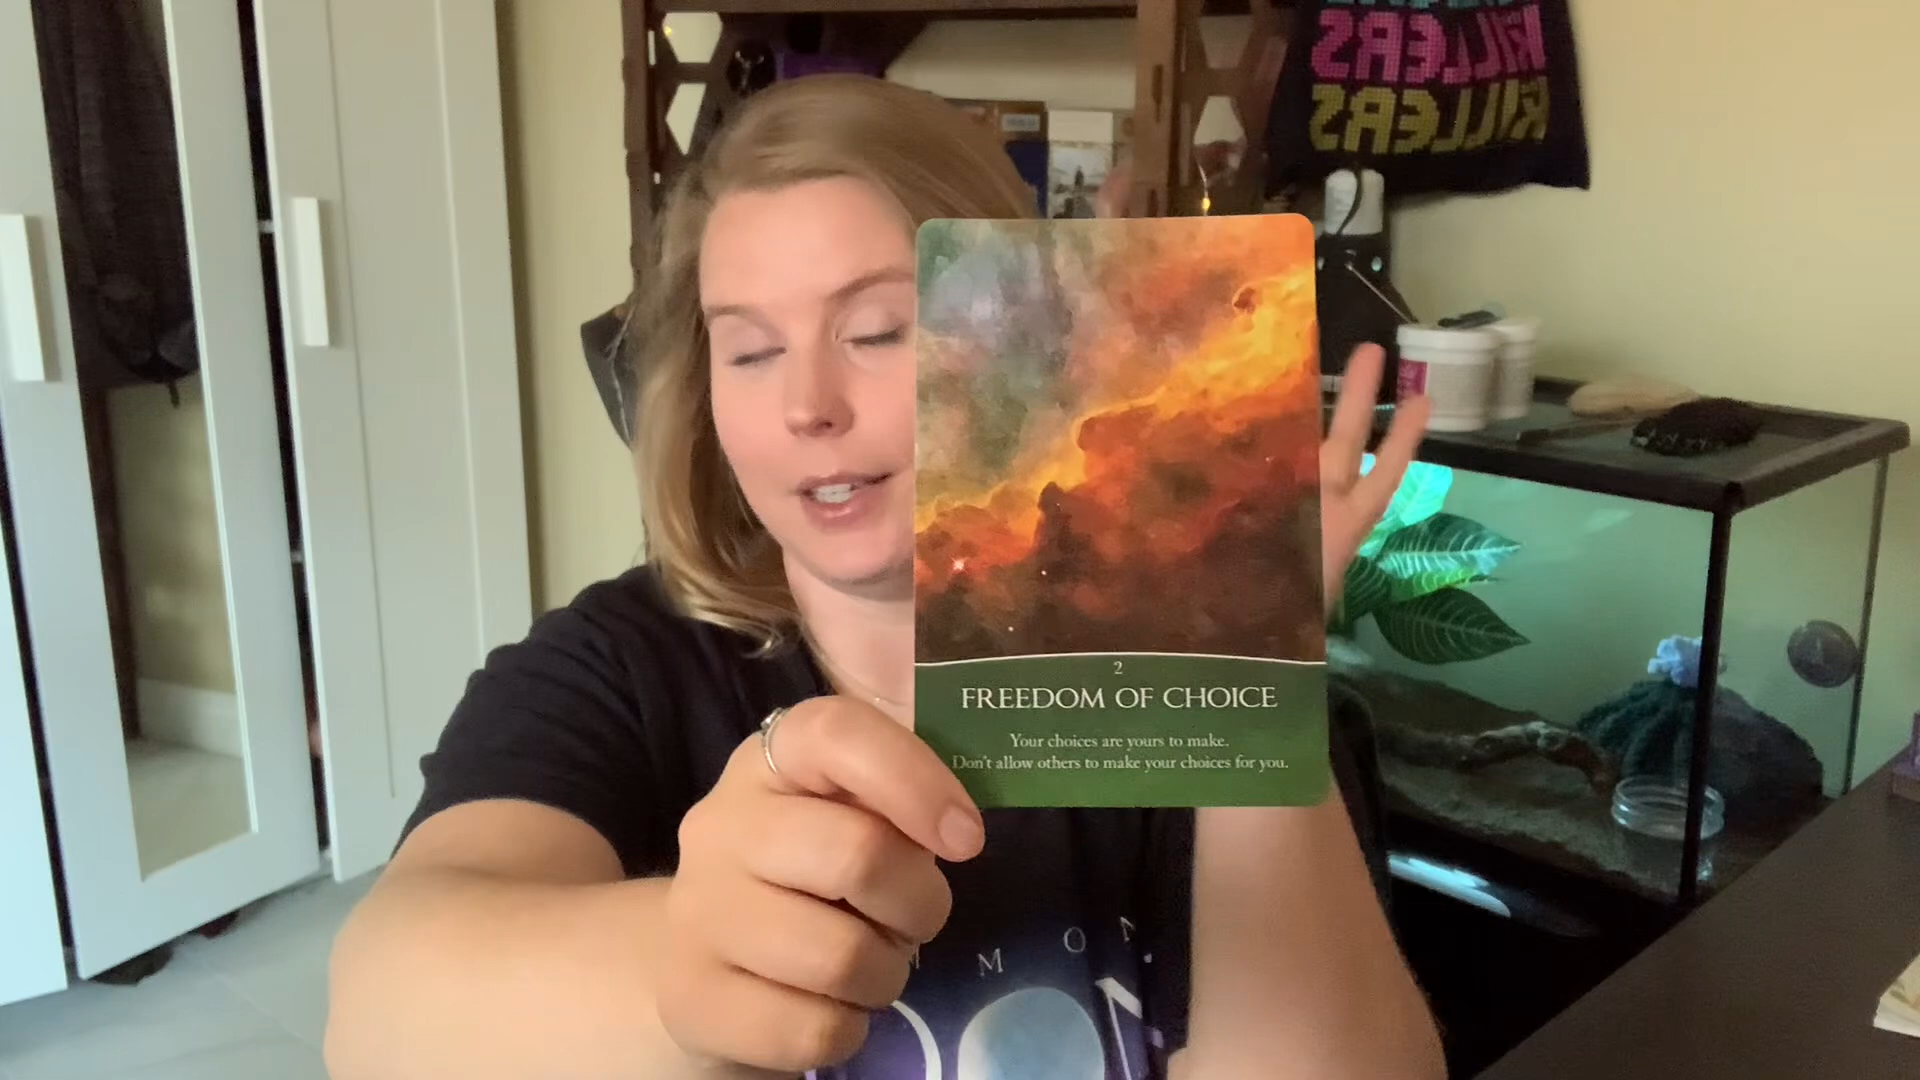 KILLERS
KILLERS
2
FREEDOM OF CHOICE
Your choices are yours to make.
Don't allow others to make your choices for you.
M M O N